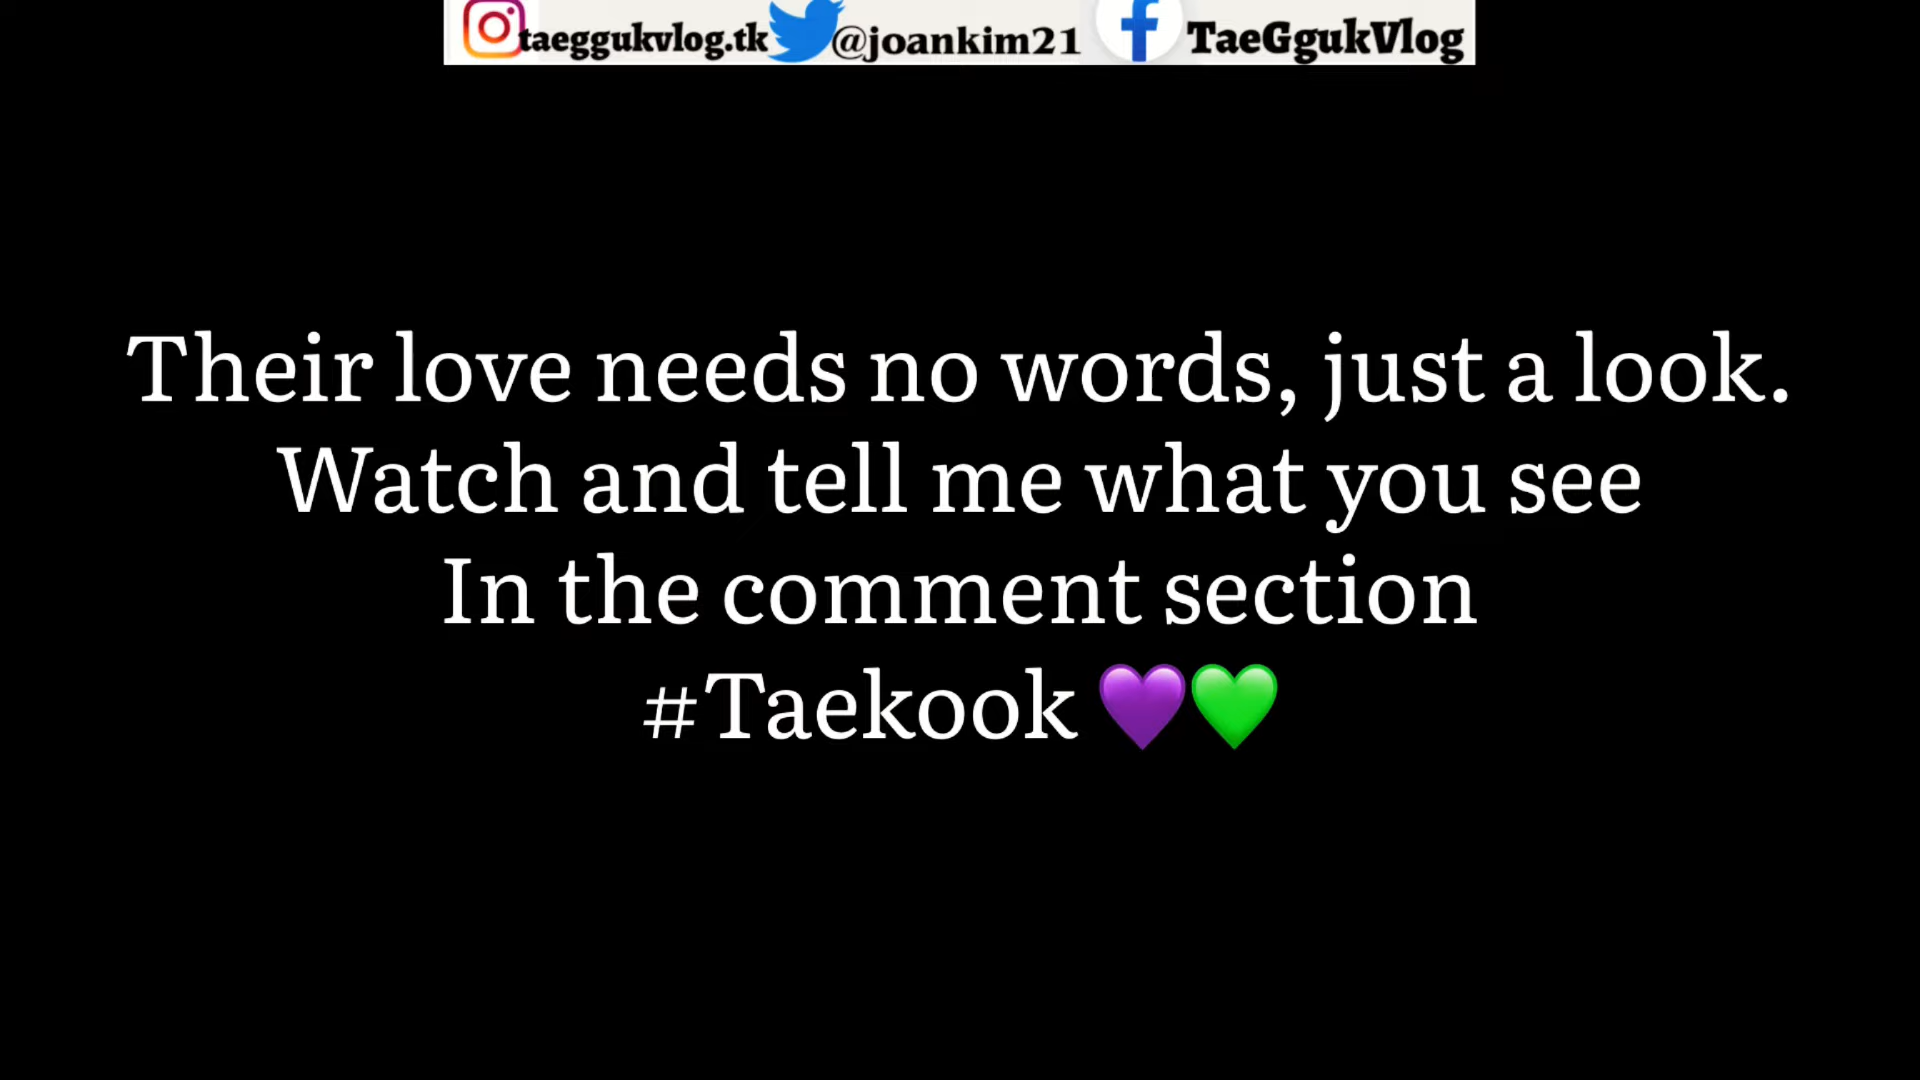 taeggukvlog.tk @joankim21 TaeGgukVlog
Their love needs no words, just a look.
Watch and tell me what you see
In the comment section
#Taekook 💜💚